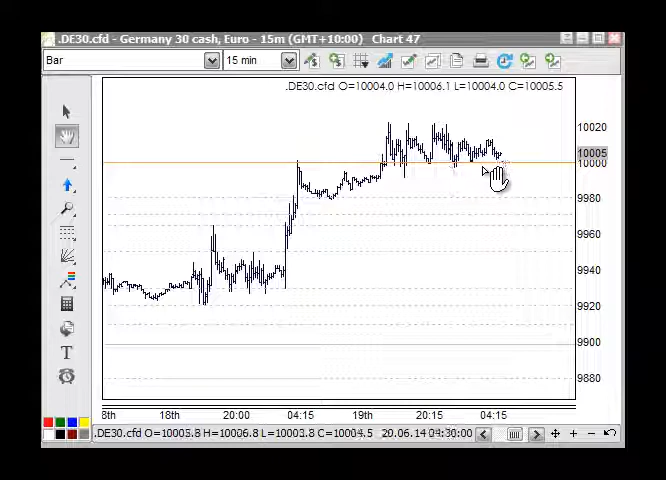 .DE30.cfd - Germany 30 cash, Euro - 15m (GMT+10:00) Chart 47
Bar 15 min
.DE30.cfd O=10004.0 H=10006.1 L=10004.0 C=10005.5
10020
10005
10000
9980
9960
9940
9920
9900
9880
T
8th 18th 20:00 04:15 19th 20:15 04:15
.DE30.cfd O=10005.8 H=10006.8 L=10003.8 C=10004.5 20.06.14 04:30:00